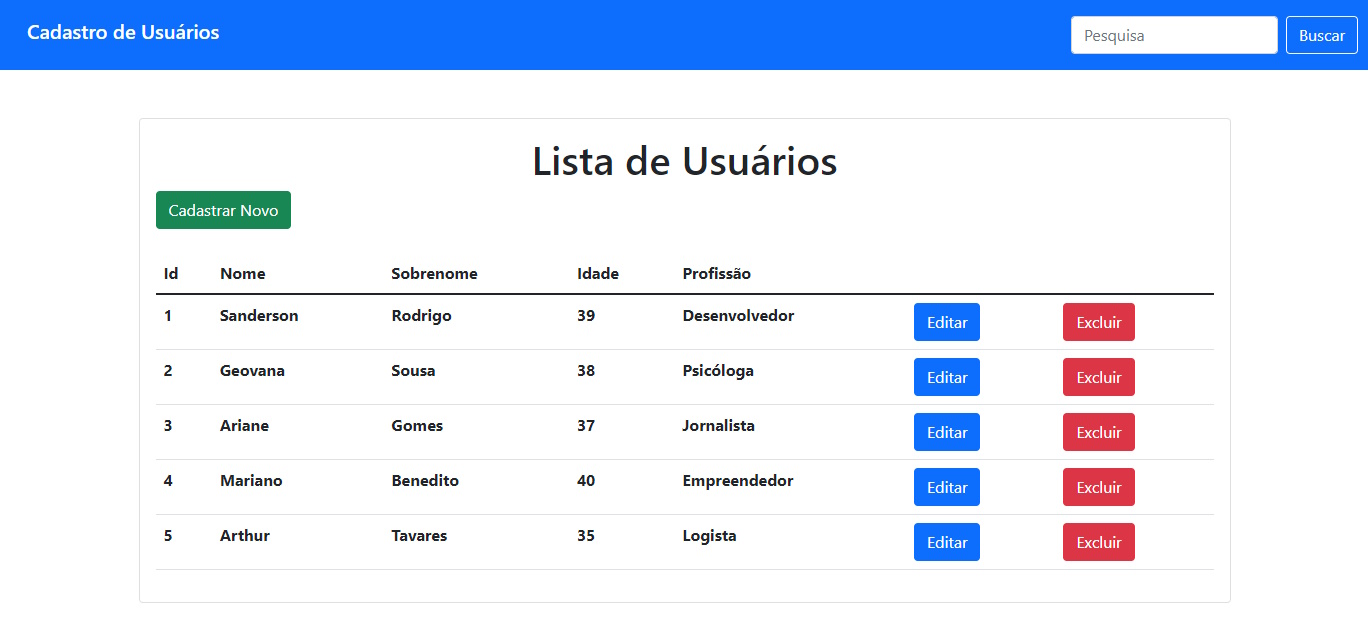 Cadastro de Usuários
Pesquisa
Buscar
Lista de Usuários
Cadastrar Novo
Id Nome Sobrenome Idade Profissão
1 Sanderson Rodrigo 39 Desenvolvedor Editar Excluir
2 Geovana Sousa 38 Psicóloga Editar Excluir
3 Ariane Gomes 37 Jornalista Editar Excluir
4 Mariano Benedito 40 Empreendedor Editar Excluir
5 Arthur Tavares 35 Logista Editar Excluir